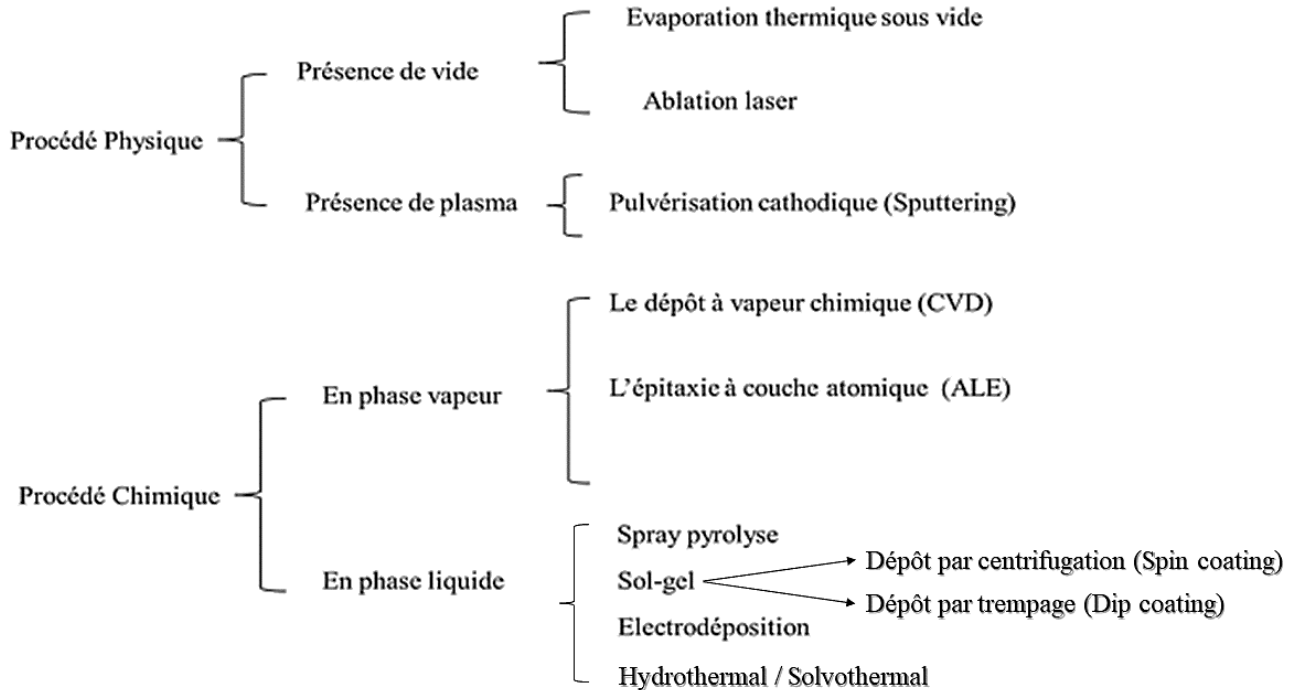 Evaporation thermique sous vide
Présence de vide
Ablation laser
Procédé Physique
Présence de plasma
Pulvérisation cathodique (Sputtering)
Le dépôt à vapeur chimique (CVD)
En phase vapeur
L'épitaxie à couche atomique (ALE)
Procédé Chimique
Spray pyrolyse
Dépôt par centrifugation (Spin coating)
En phase liquide
Sol-gel
Dépôt par trempage (Dip coating)
Electrodéposition
Hydrothermal / Solvothermal